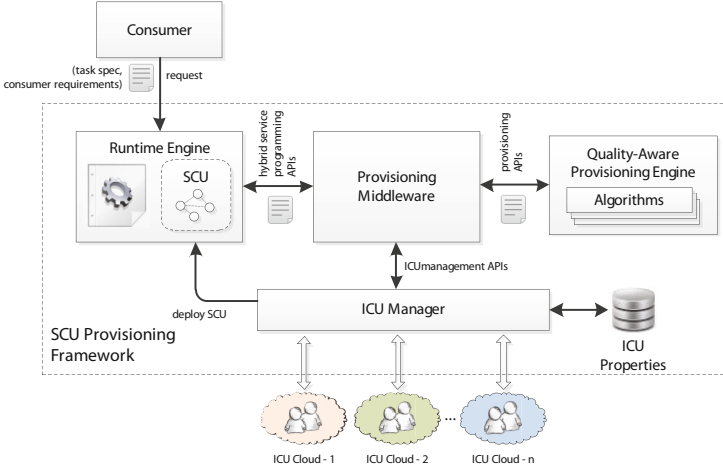 Consumer
(task spec,
consumer requirements)
request
Runtime Engine
SCU
hybrid service
programming
APIs
Provisioning
Middleware
provisioning
APIs
Quality-Aware
Provisioning Engine
Algorithms
ICUmanagement APIs
deploy SCU
ICU Manager
SCU Provisioning
Framework
ICU
Properties
ICU Cloud - 1
ICU Cloud - 2
...
ICU Cloud - n